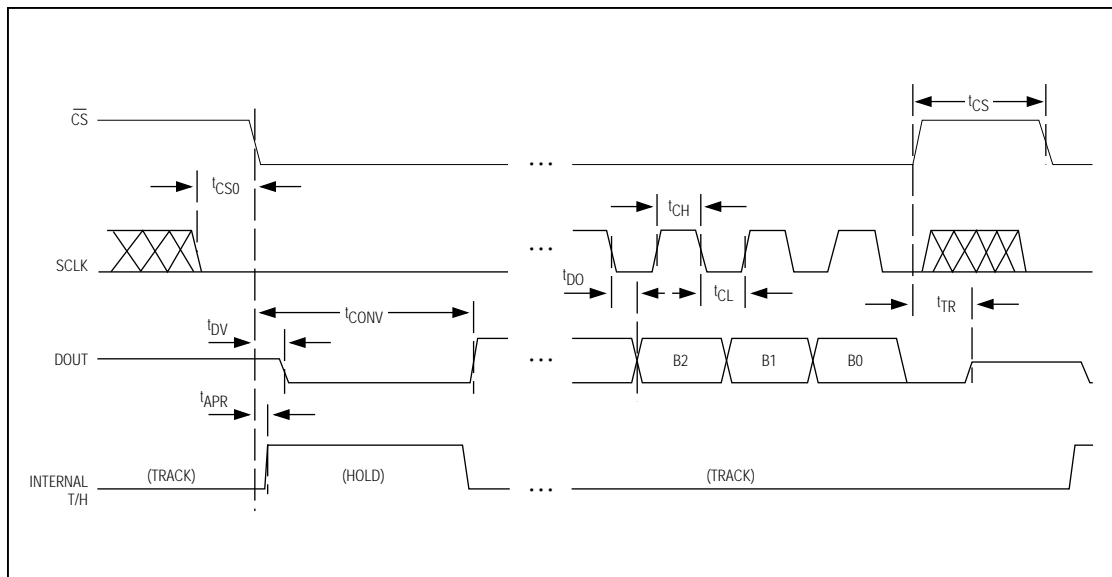 CS
tCS
tCS0
tCH
SCLK
tDO
tCL
tTR
tCONV
tDV
DOUT
B2
B1
B0
tAPR
(TRACK)
(HOLD)
(TRACK)
INTERNAL
T/H